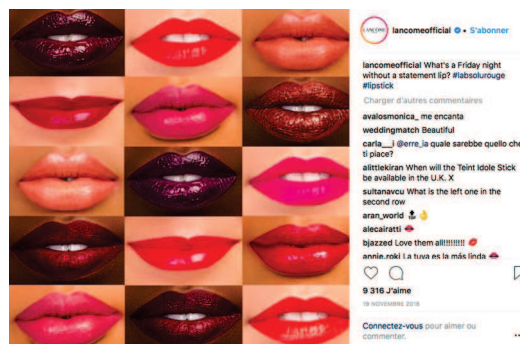 LANCÔME
lancomeofficial • S'abonner
lancomeofficial What's a Friday night
without a statement lip? #labsolurouge
#lipstick
Charger d'autres commentaires
avalosmonica_ me encanta
weddingmatch Beautiful
carla___i @erre_ia quale sarebbe quello che
ti piace?
alittlekiran When will the Teint Idole Stick
be available in the U.K. X
sultanavcu What is the left one in the
second row
aran_world
alecairatti
bjazzed Love them all!!!!!!!!!
annie.roki La tuya es la más linda
9 316 J'aime
19 NOVEMBRE 2016
Connectez-vous pour aimer ou
commenter.